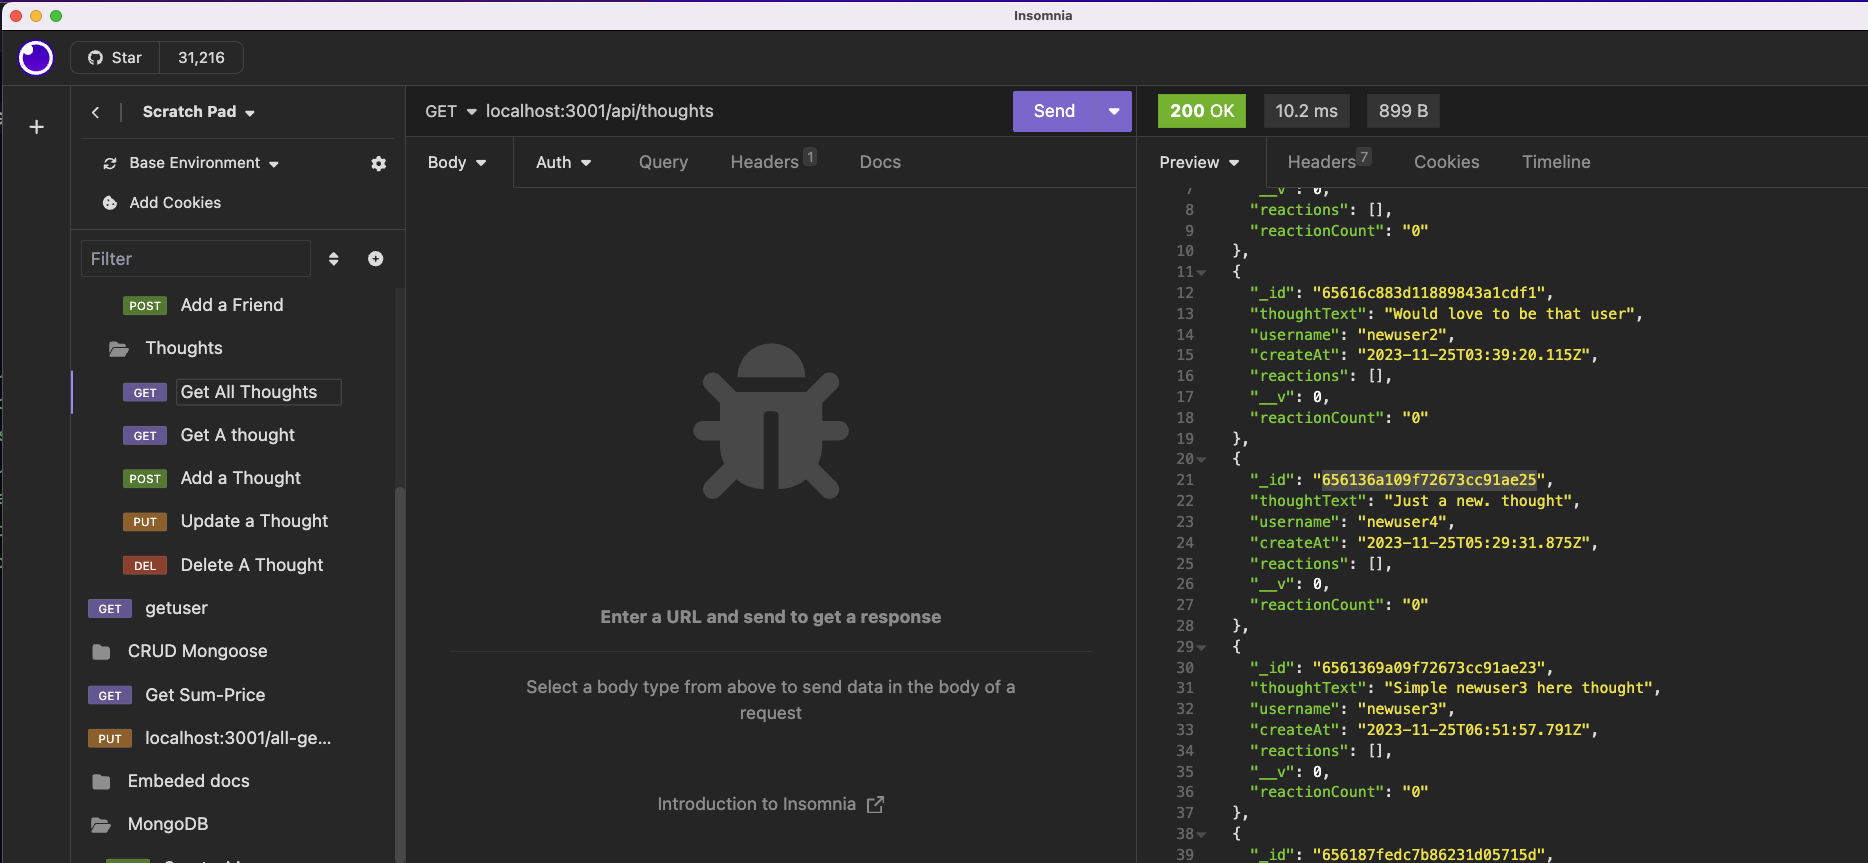 Insomnia
Star 31,216
Scratch Pad
Base Environment
Add Cookies
Filter
POST Add a Friend
Thoughts
GET Get All Thoughts
GET Get A thought
POST Add a Thought
PUT Update a Thought
DEL Delete A Thought
GET getuser
CRUD Mongoose
GET Get Sum-Price
PUT localhost:3001/all-ge...
Embeded docs
MongoDB
GET localhost:3001/api/thoughts Send
Body Auth Query Headers 1 Docs
Enter a URL and send to get a response
Select a body type from above to send data in the body of a
request
Introduction to Insomnia
200 OK 10.2 ms 899 B
Preview Headers 7 Cookies Timeline
7 "__v": 0,
8 "reactions": [],
9 "reactionCount": "0"
10 },
11 {
12 "_id": "65616c883d11889843a1cdf1",
13 "thoughtText": "Would love to be that user",
14 "username": "newuser2",
15 "createAt": "2023-11-25T03:39:20.115Z",
16 "reactions": [],
17 "__v": 0,
18 "reactionCount": "0"
19 },
20 {
21 "_id": "656136a109f72673cc91ae25",
22 "thoughtText": "Just a new. thought",
23 "username": "newuser4",
24 "createAt": "2023-11-25T05:29:31.875Z",
25 "reactions": [],
26 "__v": 0,
27 "reactionCount": "0"
28 },
29 {
30 "_id": "6561369a09f72673cc91ae23",
31 "thoughtText": "Simple newuser3 here thought",
32 "username": "newuser3",
33 "createAt": "2023-11-25T06:51:57.791Z",
34 "reactions": [],
35 "__v": 0,
36 "reactionCount": "0"
37 },
38 {
39 "_id": "656187fedc7b86231d05715d",